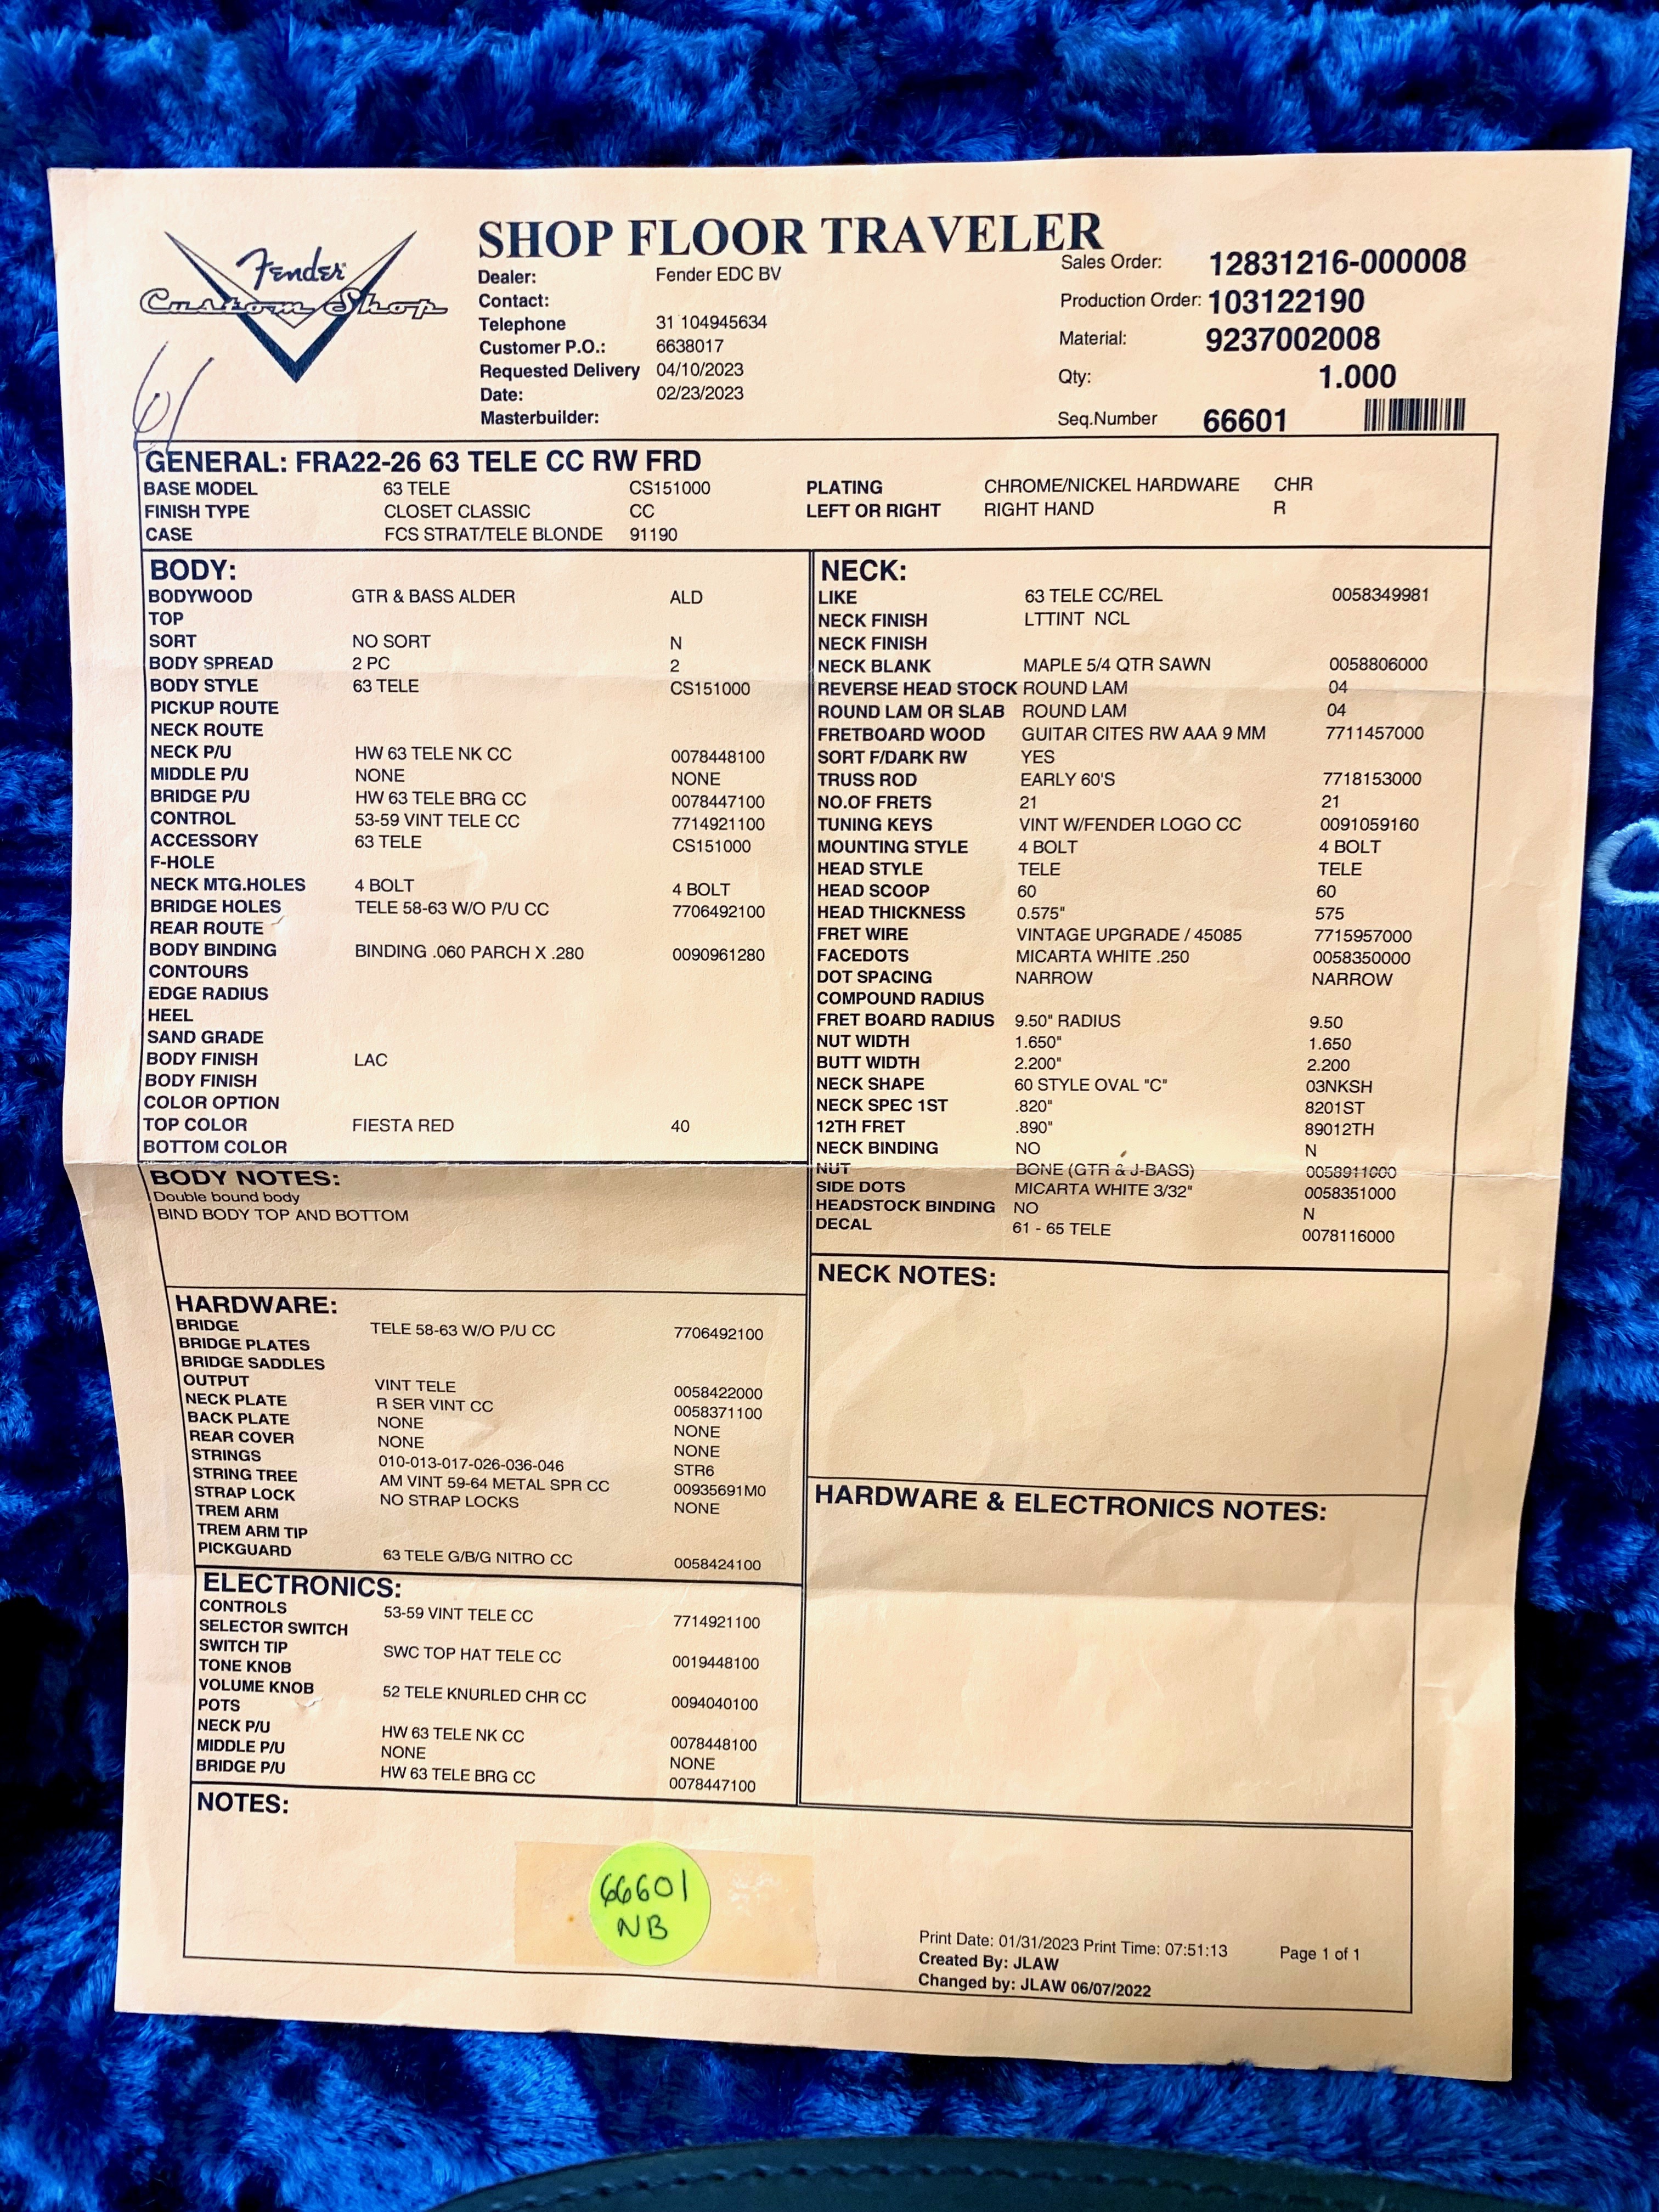 Fender
Custom Shop
61
SHOP FLOOR TRAVELER
Dealer: Fender EDC BV
Contact:
Telephone 31 104945634
Customer P.O.: 6638017
Requested Delivery 04/10/2023
Date: 02/23/2023
Masterbuilder:
Sales Order: 12831216-000008
Production Order: 103122190
Material: 9237002008
Qty: 1.000
Seq.Number 66601
GENERAL: FRA22-26 63 TELE CC RW FRD
BASE MODEL 63 TELE CS151000 PLATING CHROME/NICKEL HARDWARE CHR
FINISH TYPE CLOSET CLASSIC CC LEFT OR RIGHT RIGHT HAND R
CASE FCS STRAT/TELE BLONDE 91190
BODY:
BODYWOOD GTR & BASS ALDER ALD
TOP
SORT NO SORT N
BODY SPREAD 2 PC 2
BODY STYLE 63 TELE CS151000
PICKUP ROUTE
NECK ROUTE
NECK P/U HW 63 TELE NK CC 0078448100
MIDDLE P/U NONE NONE
BRIDGE P/U HW 63 TELE BRG CC 0078447100
CONTROL 53-59 VINT TELE CC 7714921100
ACCESSORY 63 TELE CS151000
F-HOLE
NECK MTG.HOLES 4 BOLT 4 BOLT
BRIDGE HOLES TELE 58-63 W/O P/U CC 7706492100
REAR ROUTE
BODY BINDING BINDING .060 PARCH X .280 0090961280
CONTOURS
EDGE RADIUS
HEEL
SAND GRADE
BODY FINISH LAC
BODY FINISH
COLOR OPTION
TOP COLOR FIESTA RED 40
BOTTOM COLOR
BODY NOTES:
Double bound body
BIND BODY TOP AND BOTTOM
HARDWARE:
BRIDGE TELE 58-63 W/O P/U CC 7706492100
BRIDGE PLATES
BRIDGE SADDLES
OUTPUT VINT TELE 0058422000
NECK PLATE R SER VINT CC 0058371100
BACK PLATE NONE NONE
REAR COVER NONE NONE
STRINGS 010-013-017-026-036-046 STR6
STRING TREE AM VINT 59-64 METAL SPR CC 00935691M0
STRAP LOCK NO STRAP LOCKS NONE
TREM ARM
TREM ARM TIP
PICKGUARD 63 TELE G/B/G NITRO CC 0058424100
ELECTRONICS:
CONTROLS 53-59 VINT TELE CC 7714921100
SELECTOR SWITCH
SWITCH TIP SWC TOP HAT TELE CC 0019448100
TONE KNOB
VOLUME KNOB 52 TELE KNURLED CHR CC 0094040100
POTS
NECK P/U HW 63 TELE NK CC 0078448100
MIDDLE P/U NONE NONE
BRIDGE P/U HW 63 TELE BRG CC 0078447100
NECK:
LIKE 63 TELE CC/REL 0058349981
NECK FINISH LTTINT NCL
NECK FINISH
NECK BLANK MAPLE 5/4 QTR SAWN 0058806000
REVERSE HEAD STOCK ROUND LAM 04
ROUND LAM OR SLAB ROUND LAM 04
FRETBOARD WOOD GUITAR CITES RW AAA 9 MM 7711457000
SORT F/DARK RW YES
TRUSS ROD EARLY 60'S 7718153000
NO.OF FRETS 21 21
TUNING KEYS VINT W/FENDER LOGO CC 0091059160
MOUNTING STYLE 4 BOLT 4 BOLT
HEAD STYLE TELE TELE
HEAD SCOOP 60 60
HEAD THICKNESS 0.575" 575
FRET WIRE VINTAGE UPGRADE / 45085 7715957000
FACEDOTS MICARTA WHITE .250 0058350000
DOT SPACING NARROW NARROW
COMPOUND RADIUS
FRET BOARD RADIUS 9.50" RADIUS 9.50
NUT WIDTH 1.650" 1.650
BUTT WIDTH 2.200" 2.200
NECK SHAPE 60 STYLE OVAL "C" 03NKSH
NECK SPEC 1ST .820" 8201ST
12TH FRET .890" 89012TH
NECK BINDING NO N
NUT BONE (GTR & J-BASS) 0058911000
SIDE DOTS MICARTA WHITE 3/32" 0058351000
HEADSTOCK BINDING NO N
DECAL 61 - 65 TELE 0078116000
NECK NOTES:
HARDWARE & ELECTRONICS NOTES:
NOTES:
66601
NB
Print Date: 01/31/2023 Print Time: 07:51:13 Page 1 of 1
Created By: JLAW
Changed by: JLAW 06/07/2022